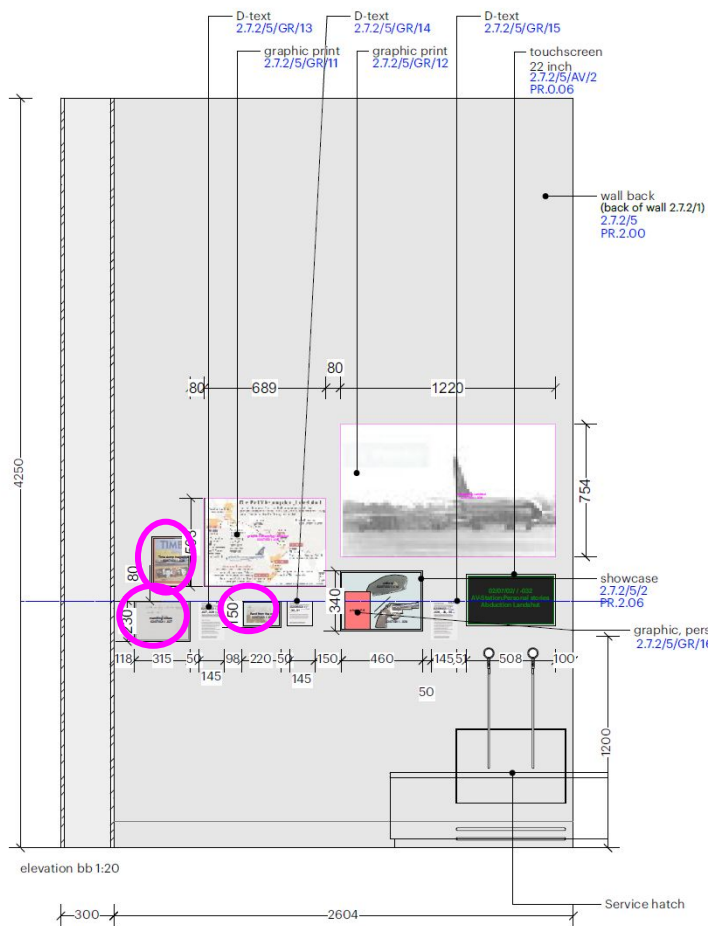 D-text
2.7.2/5/GR/13
D-text
2.7.2/5/GR/14
D-text
2.7.2/5/GR/15
graphic print
2.7.2/5/GR/11
graphic print
2.7.2/5/GR/12
touchscreen
22 inch
2.7.2/5/AV/2
PR.0.06
wall back
(back of wall 2.7.2/1)
2.7.2/5
PR.2.00
80
80
689
1220
4250
754
TIME
80
230
150
340
showcase
2.7.2/5/2
PR.2.06
graphic, pers
2.7.2/5/GR/16
118
315
50
98
220
50
150
460
145
508
100
145
145
50
1200
elevation bb 1:20
Service hatch
300
2604